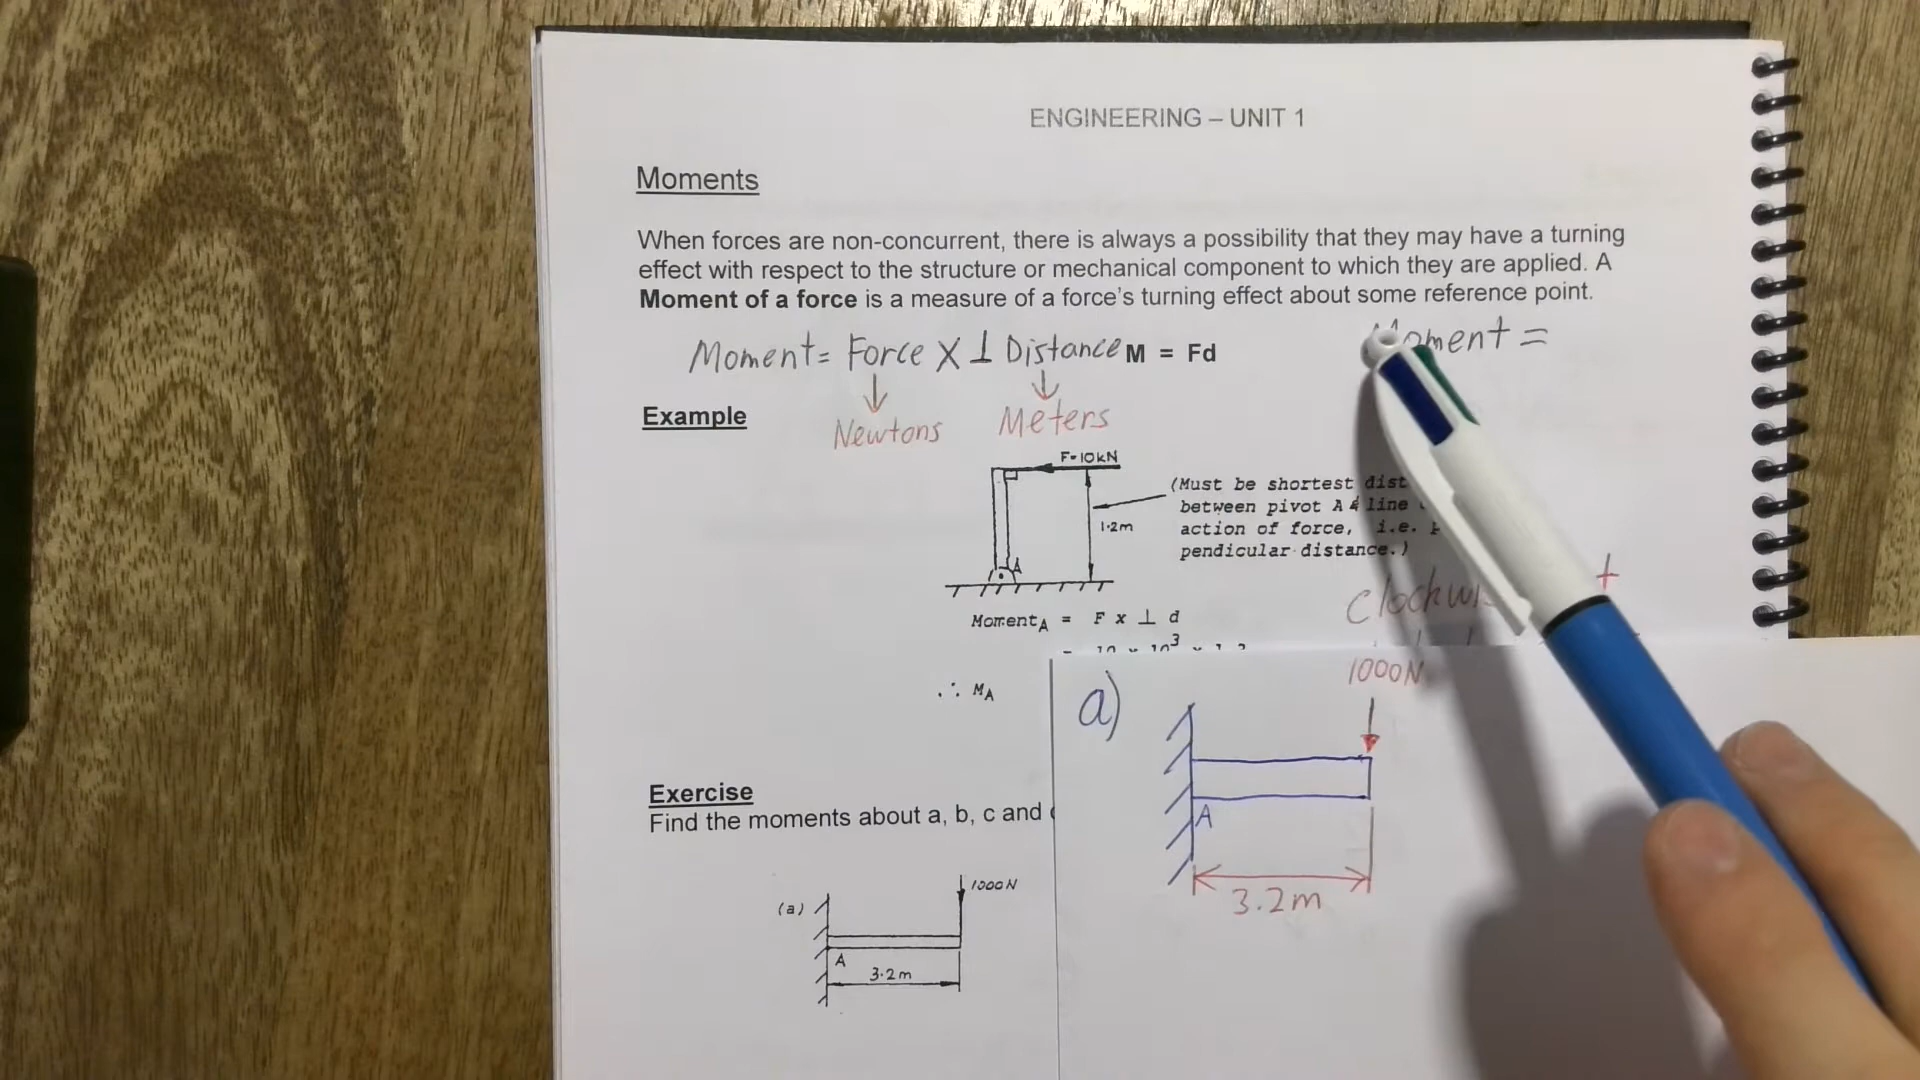 ENGINEERING – UNIT 1
Moments
When forces are non-concurrent, there is always a possibility that they may have a turning
effect with respect to the structure or mechanical component to which they are applied. A
Moment of a force is a measure of a force's turning effect about some reference point.
Moment = Force X ⊥ Distance M = Fd
Moment =
Newtons Meters
Example
F=10kN
1·2m
A
(Must be shortest dist
between pivot A & line
action of force, i.e.
pendicular distance.)
Clockwi +
Moment_A = F x ⊥ d
∴ M_A
Exercise
Find the moments about a, b, c and
(a)
1000N
A
3·2m
a)
1000N
A
3.2m